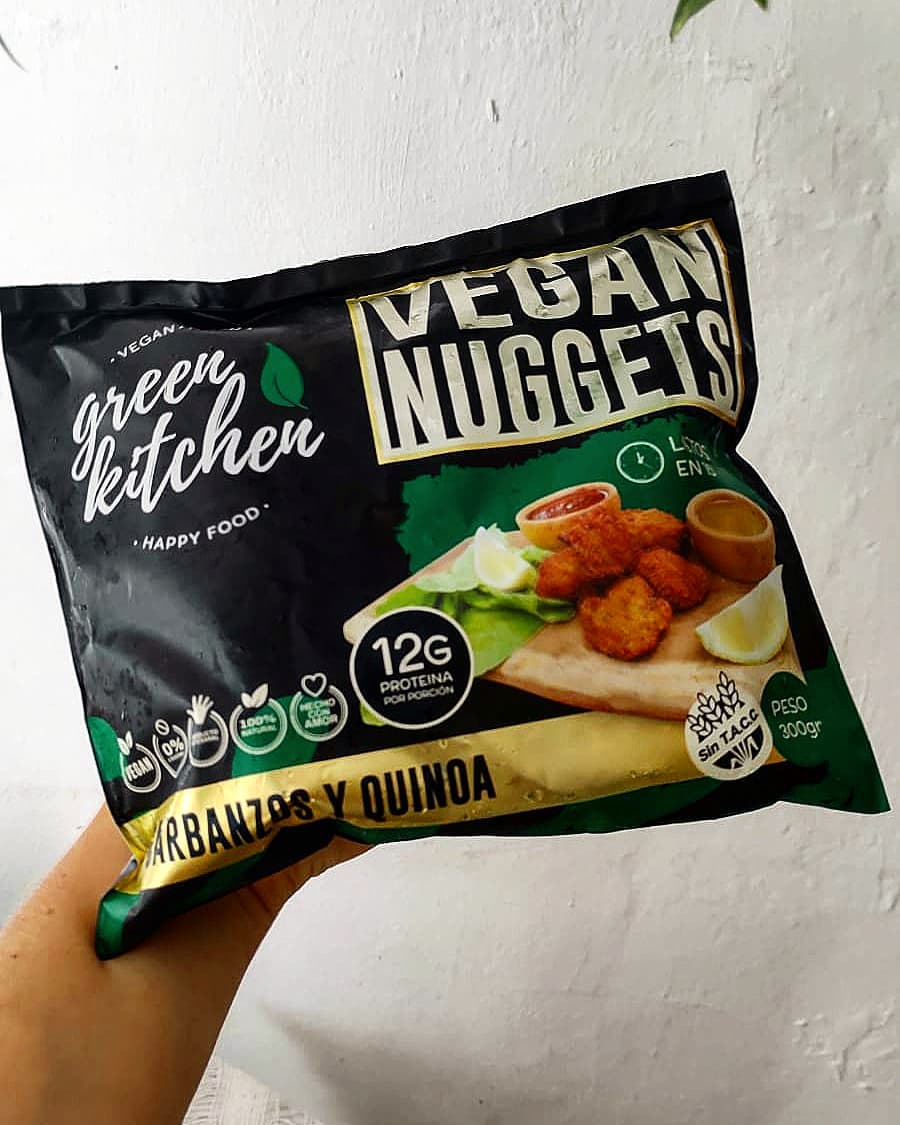 VEGAN
NUGGETS
· VEGAN
green
kitchen
· HAPPY FOOD ·
12G
PROTEINA
POR PORCIÓN
VEGAN
0%
100%
NATURAL
HECHO
CON
AMOR
Sin T.A.C.C.
PESO
300gr
ARBANZOS Y QUINOA